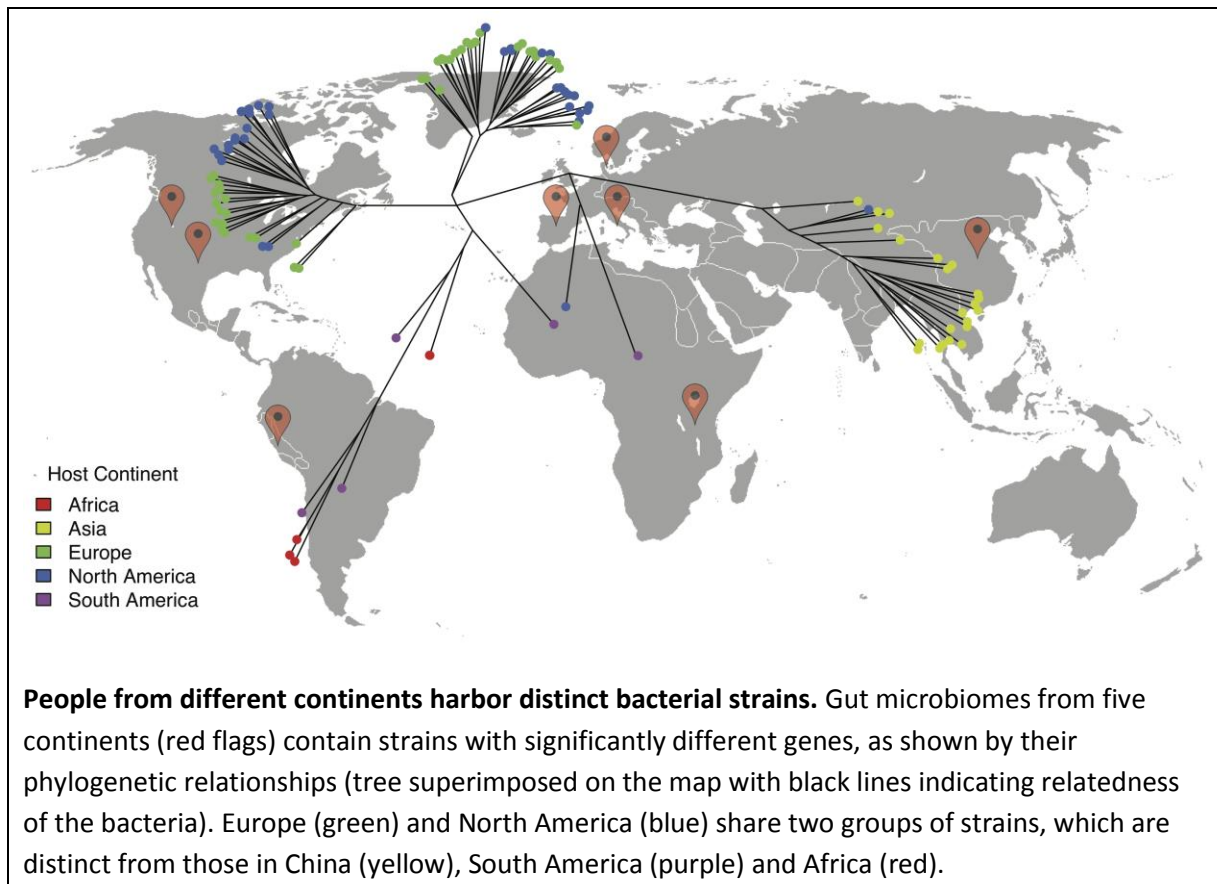 Host Continent
Africa
Asia
Europe
North America
South America
People from different continents harbor distinct bacterial strains. Gut microbiomes from five
continents (red flags) contain strains with significantly different genes, as shown by their
phylogenetic relationships (tree superimposed on the map with black lines indicating relatedness
of the bacteria). Europe (green) and North America (blue) share two groups of strains, which are
distinct from those in China (yellow), South America (purple) and Africa (red).